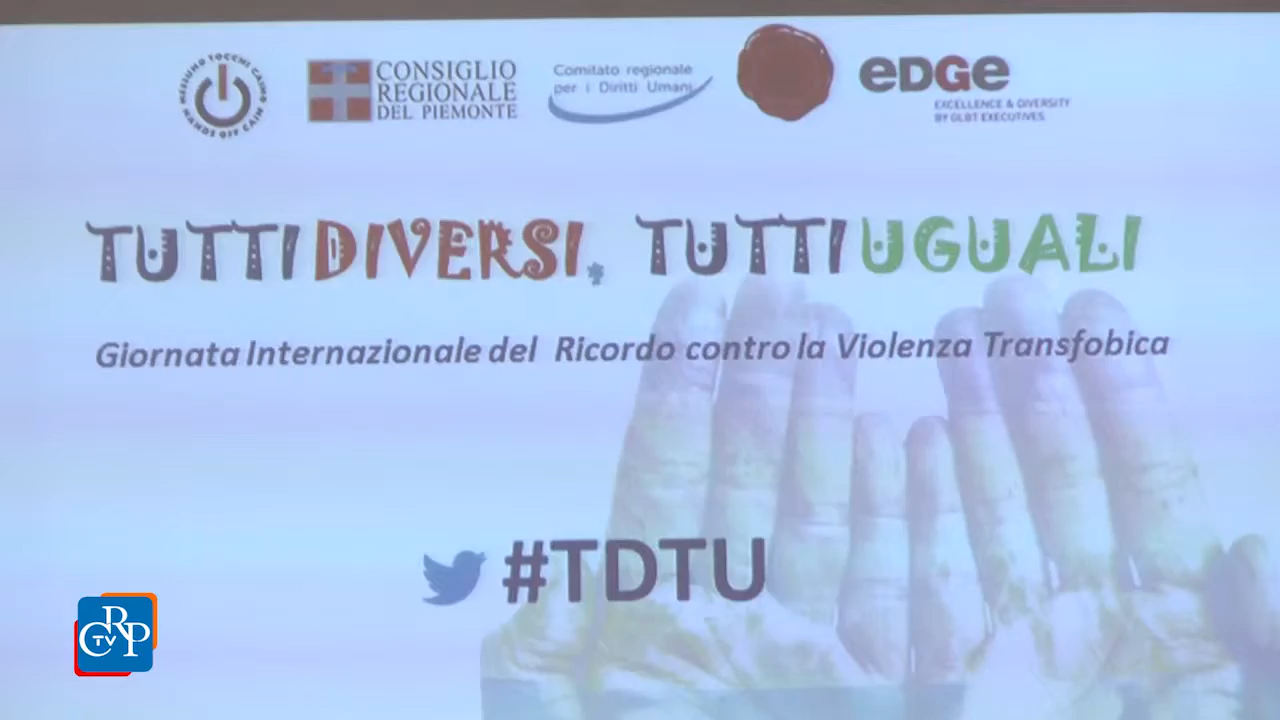 NESSUNO TOCCHI CAINO
HANDS OFF CAIN
CONSIGLIO
REGIONALE
DEL PIEMONTE
Comitato regionale
per i Diritti Umani
eDGe
EXCELLENCE & DIVERSITY
BY GLBT EXECUTIVES
TUTTI DIVERSI, TUTTI UGUALI
Giornata Internazionale del Ricordo contro la Violenza Transfobica
#TDTU
CRP
TV